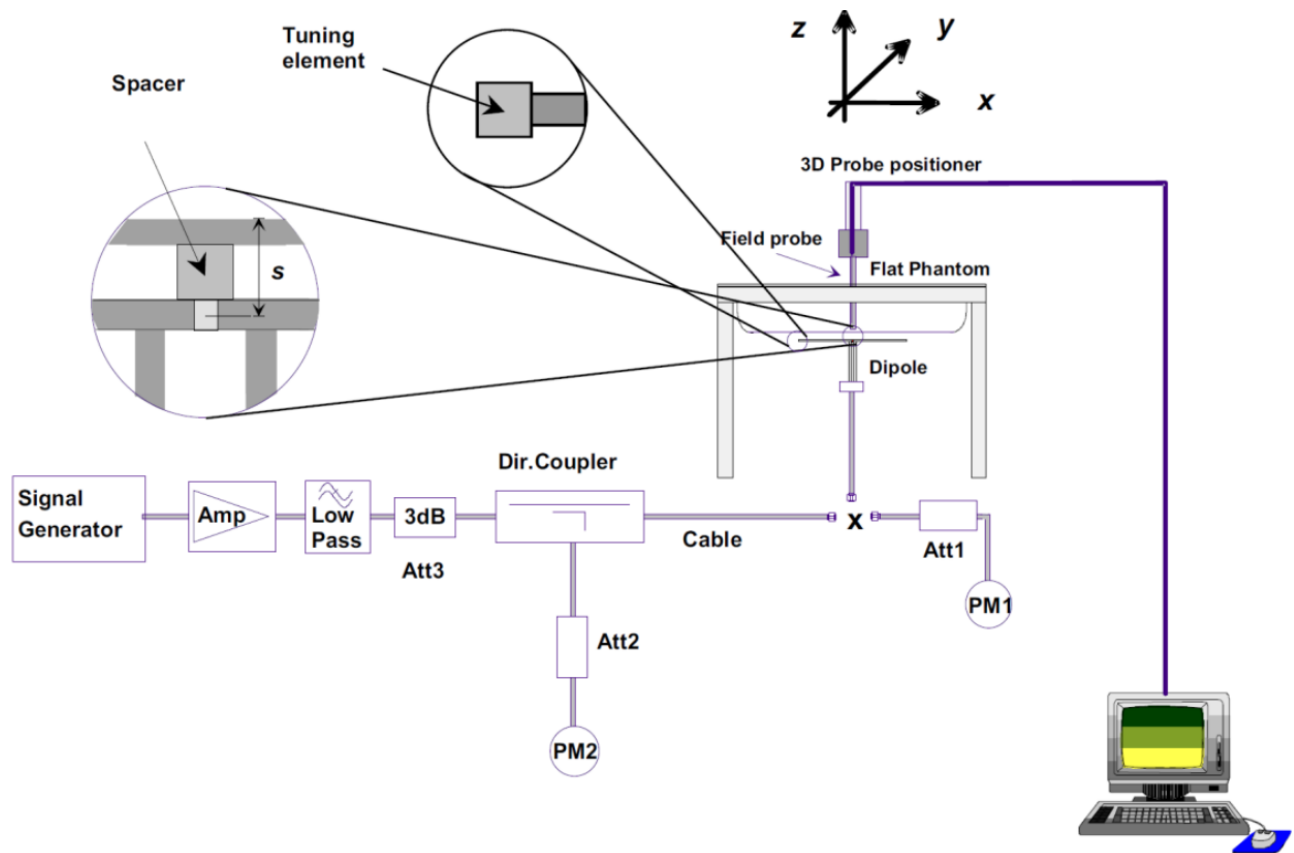 Tuning
element
Spacer
z
y
x
3D Probe positioner
Field probe
Flat Phantom
s
Dipole
Dir.Coupler
Signal
Generator
Amp
Low
Pass
3dB
Att3
Cable
x
Att1
PM1
Att2
PM2